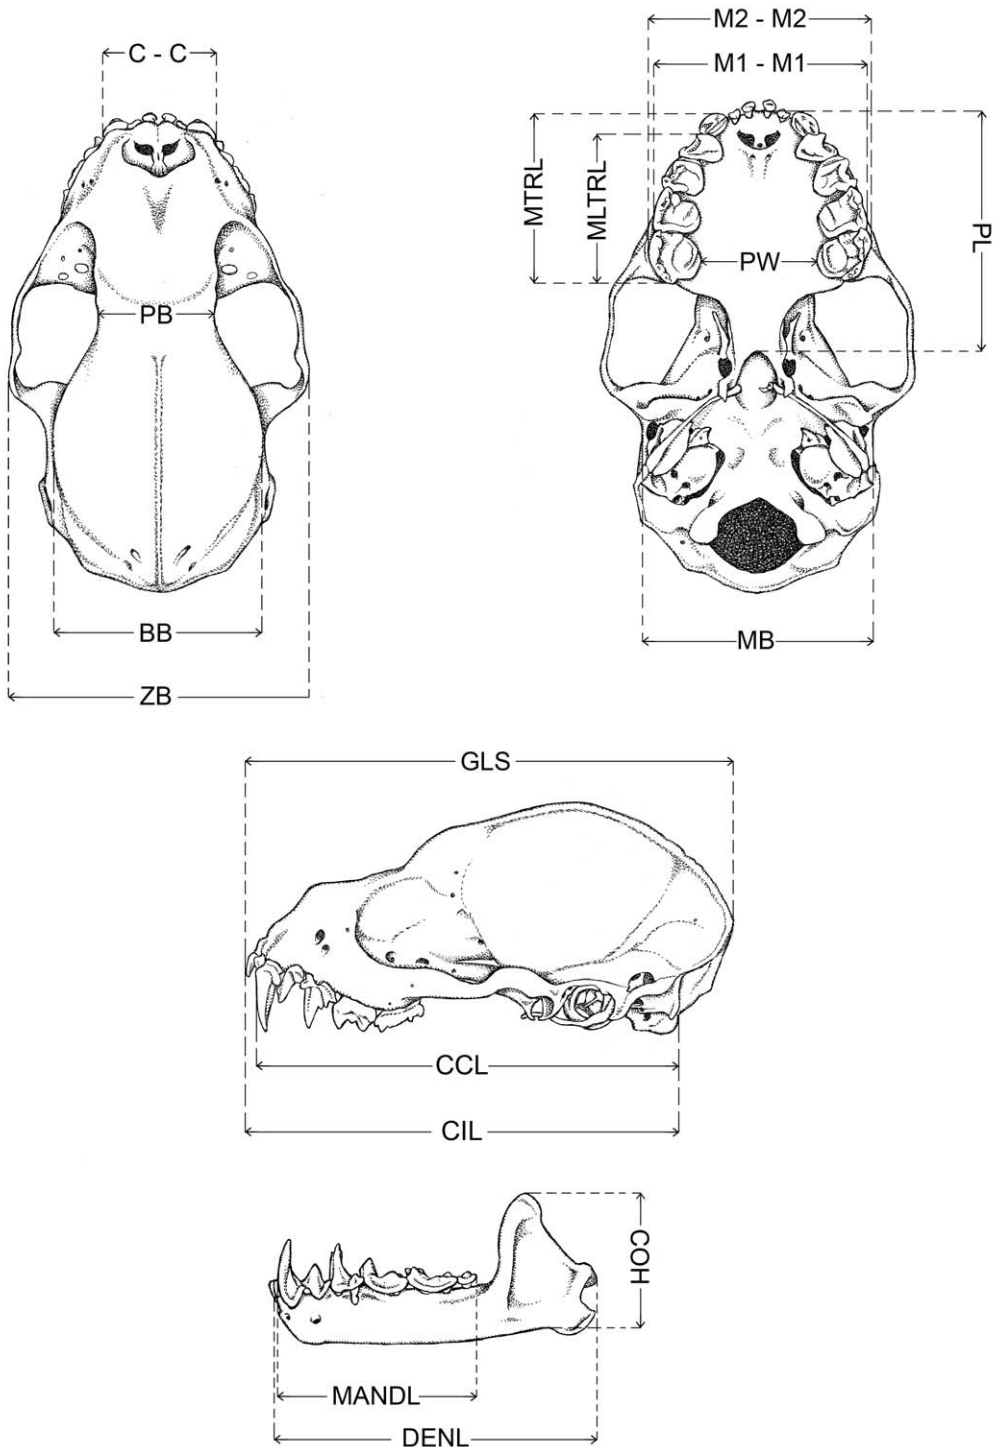 C - C
PB
BB
ZB
M2 - M2
M1 - M1
MTRL
MLTRL
PW
PL
MB
GLS
CCL
CIL
COH
MANDL
DENL